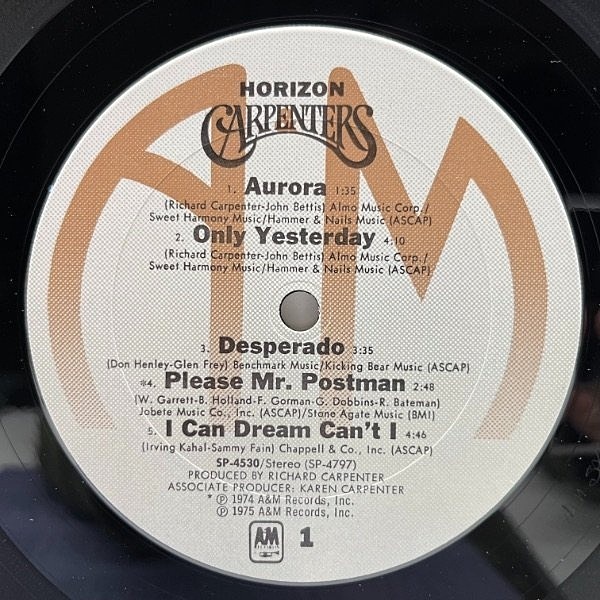 HORIZON
CARPENTERS
1. Aurora 1:35
(Richard Carpenter-John Bettis) Almo Music Corp./
Sweet Harmony Music/Hammer & Nails Music (ASCAP)
2. Only Yesterday 4:10
(Richard Carpenter-John Bettis) Almo Music Corp./
Sweet Harmony Music/Hammer & Nails Music (ASCAP)
3. Desperado 3:35
(Don Henley-Glen Frey) Benchmark Music/Kicking Bear Music (ASCAP)
*4. Please Mr. Postman 2:48
(W. Garrett-B. Holland-F. Gorman-G. Dobbins-R. Bateman)
Jobete Music Co., Inc. (ASCAP)/Stone Agate Music (BMI)
5. I Can Dream Can't I 4:46
(Irving Kahal-Sammy Fain) Chappell & Co., Inc. (ASCAP)
SP-4530/Stereo (SP-4797)
PRODUCED BY RICHARD CARPENTER
ASSOCIATE PRODUCER: KAREN CARPENTER
* ℗ 1974 A&M Records, Inc.
℗ 1975 A&M Records, Inc.
A&M RECORDS 1